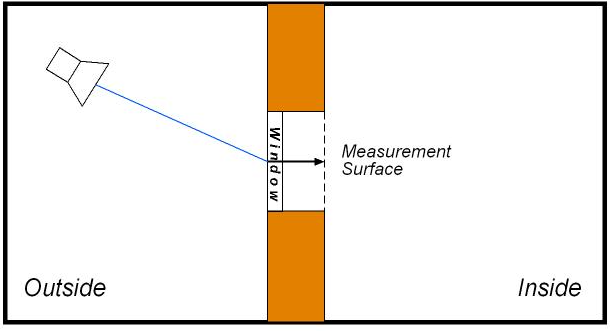 Window
Measurement
Surface
Outside
Inside